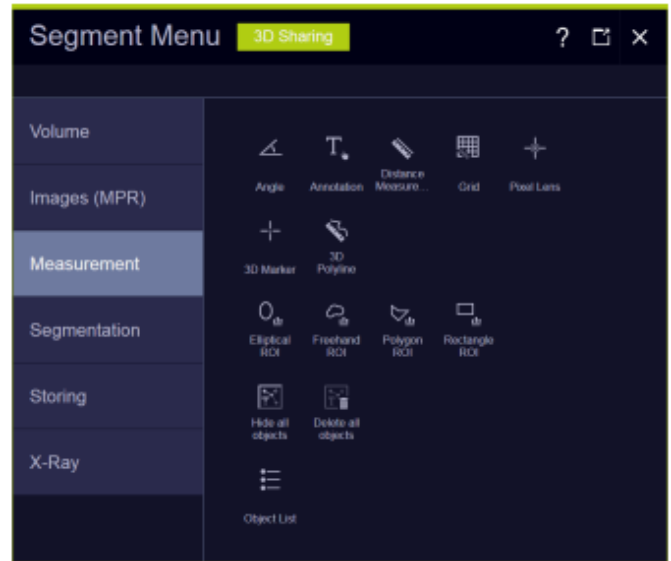 Segment Menu 3D Sharing ?
Volume
Images (MPR)
Measurement
Segmentation
Storing
X-Ray
T
Angle Annotation Distance Measure... Grid Pixel Lens
3D Marker 3D Polyline
Elliptical ROI Freehand ROI Polygon ROI Rectangle ROI
Hide all objects Delete all objects
Object List